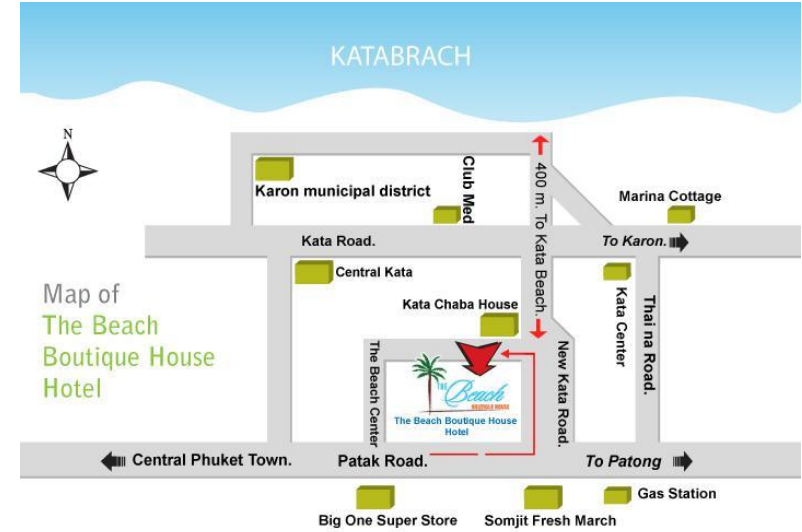 KATABRACH
N
Karon municipal district
Club Med
400 m. To Kata Beach.
Marina Cottage
Kata Road.
To Karon.
Central Kata
Map of
The Beach
Boutique House
Hotel
Kata Chaba House
Kata Center
Thai na Road.
The Beach Center
New Kata Road.
THE
Beach
BOUTIQUE HOUSE
The Beach Boutique House
Hotel
Central Phuket Town.
Patak Road.
To Patong
Big One Super Store
Somjit Fresh March
Gas Station